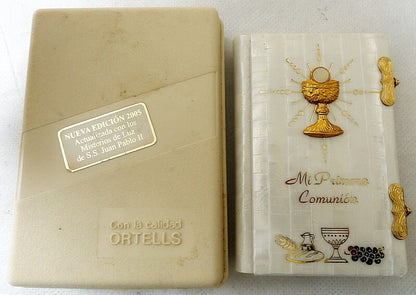 NUEVA EDICIÓN 2005
Actualizada con los
Misterios de Luz
de S.S. Juan Pablo II
Con la calidad
ORTELLS
Mi Primera
Comunión